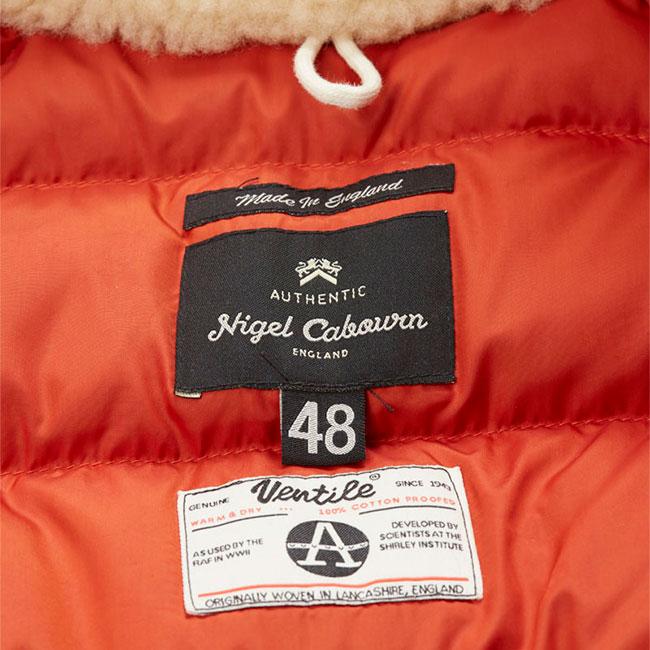 Made In England
AUTHENTIC
Nigel Cabourn
ENGLAND
48
GENUINE
Ventile®
SINCE 1943
WARM & DRY ... 100% COTTON PROOFED
AS USED BY THE
RAF IN WWII
A
DEVELOPED BY
SCIENTISTS AT THE
SHIRLEY INSTITUTE
ORIGINALLY WOVEN IN LANCASHIRE, ENGLAND